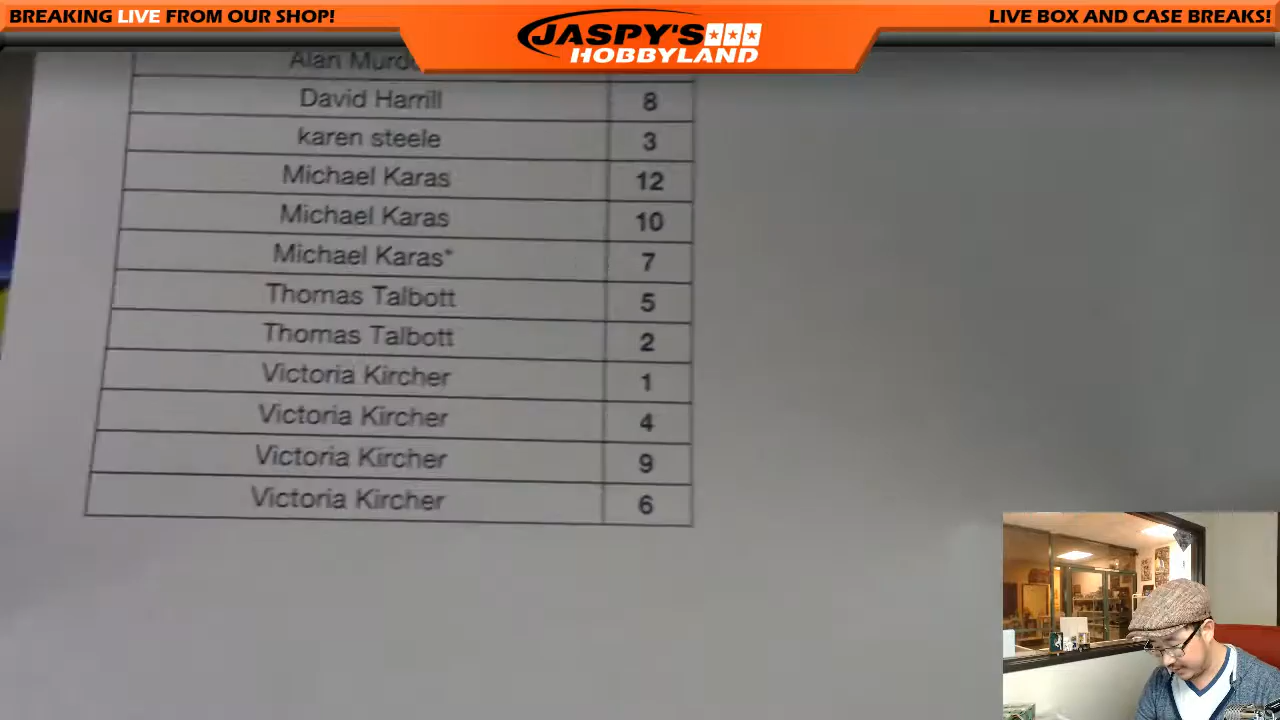 BREAKING LIVE FROM OUR SHOP!
JASPY'S
HOBBYLAND
LIVE BOX AND CASE BREAKS!
Alan
David Harrill 8
karen steele 3
Michael Karas 12
Michael Karas 10
Michael Karas* 7
Thomas Talbott 5
Thomas Talbott 2
Victoria Kircher 1
Victoria Kircher 4
Victoria Kircher 9
Victoria Kircher 6